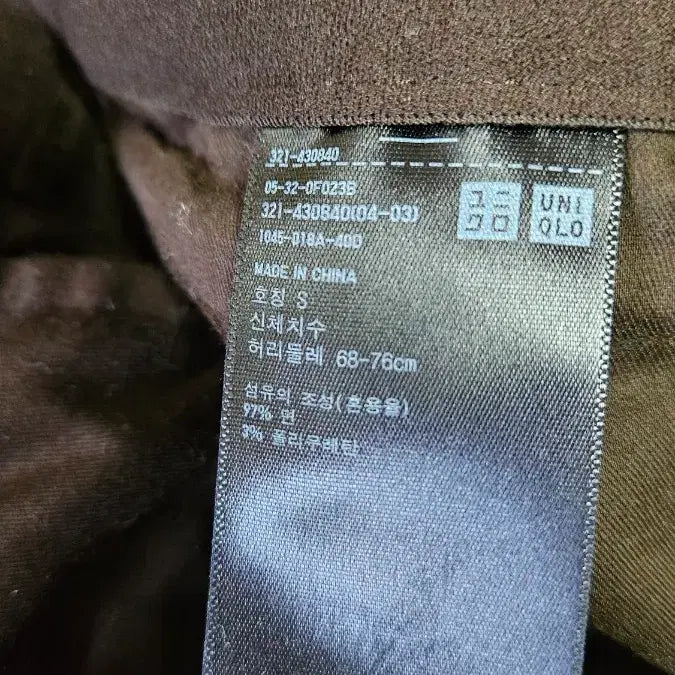 321-430840
05-32-0F023B
321-430840(04-03)
1045-018A-40D
ユニ
クロ
UNI
QLO
MADE IN CHINA
호칭 S
신체치수
허리둘레 68-76cm
섬유의 조성(혼용율)
97% 면
3% 폴리우레탄